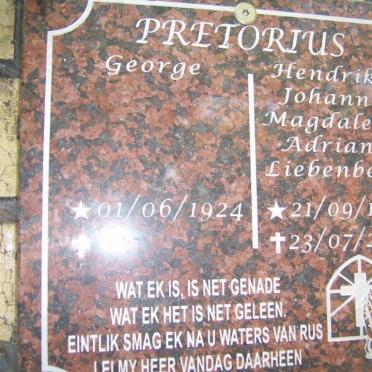 PRETORIUS
George
Hendrik
Johann
Magdale
Adrian
Liebenbe
★ 01/06/1924
★ 21/09/1
✝
✝ 23/07/2
WAT EK IS, IS NET GENADE
WAT EK HET IS NET GELEEN.
EINTLIK SMAG EK NA U WATERS VAN RUS
LEI MY HEER VANDAG DAARHEEN